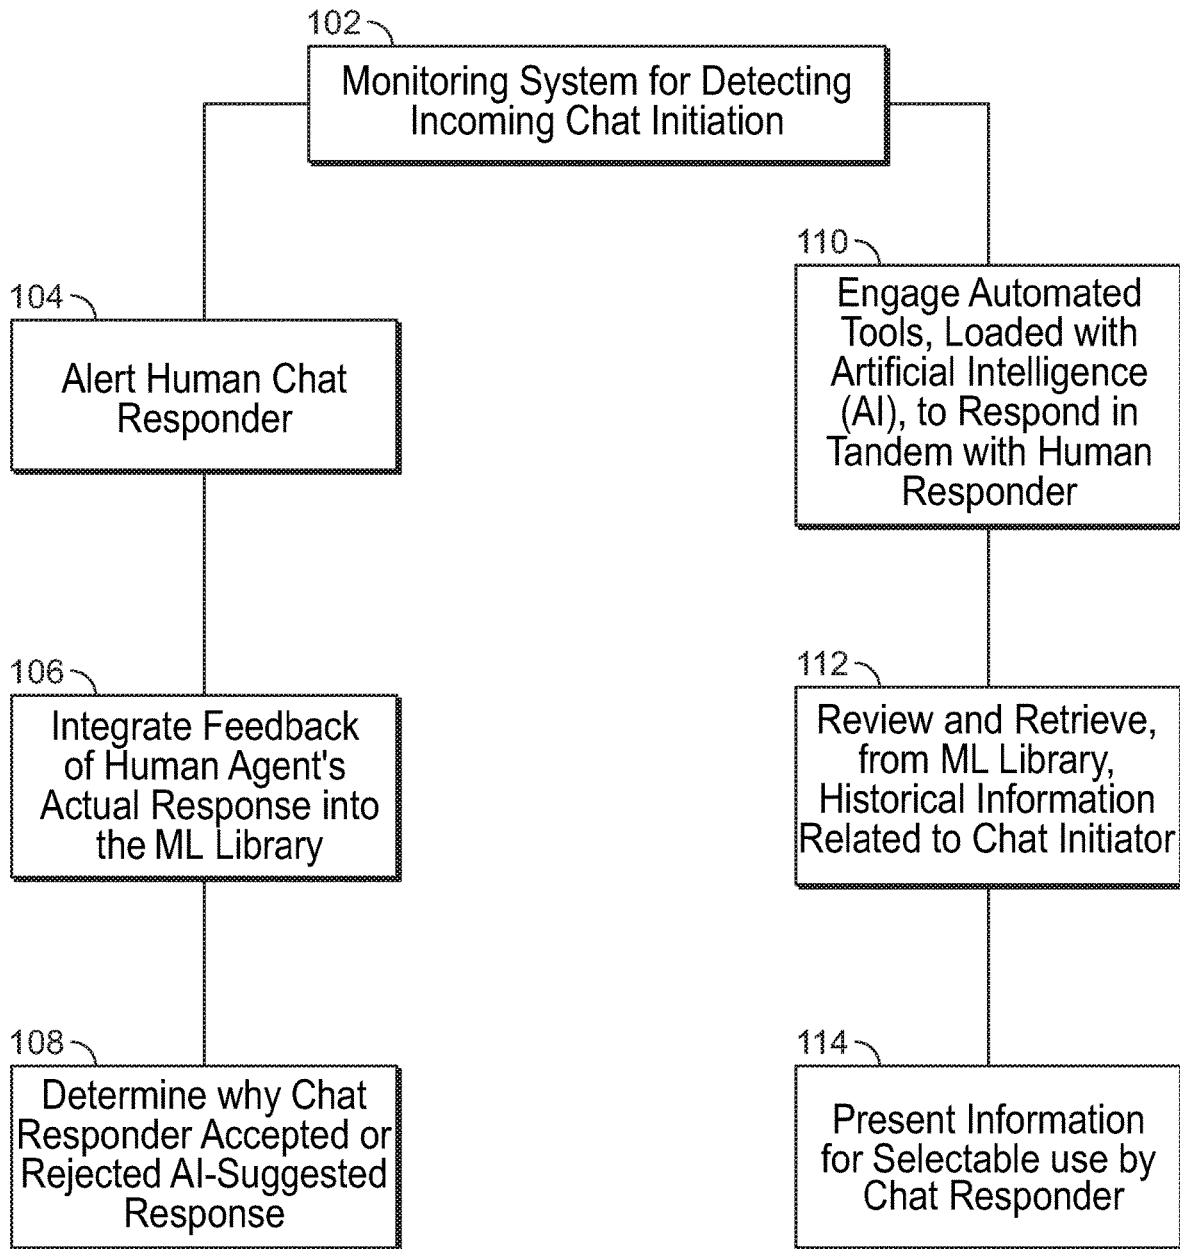 102
Monitoring System for Detecting
Incoming Chat Initiation
104
Alert Human Chat
Responder
106
Integrate Feedback
of Human Agent's
Actual Response into
the ML Library
108
Determine why Chat
Responder Accepted or
Rejected AI-Suggested
Response
110
Engage Automated
Tools, Loaded with
Artificial Intelligence
(AI), to Respond in
Tandem with Human
Responder
112
Review and Retrieve,
from ML Library,
Historical Information
Related to Chat Initiator
114
Present Information
for Selectable use by
Chat Responder